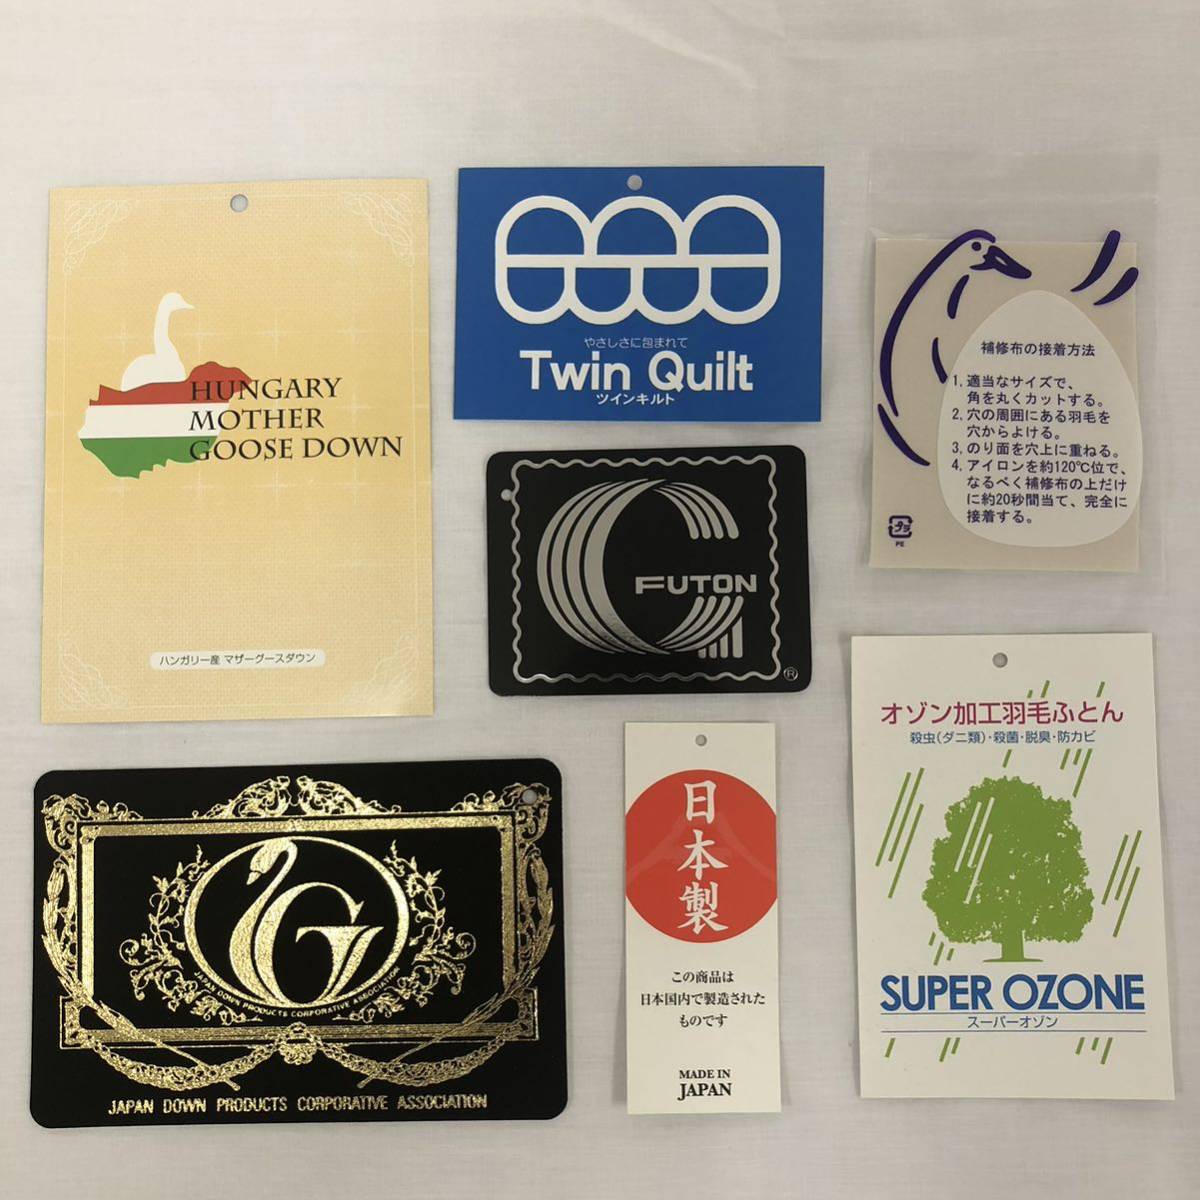 HUNGARY
MOTHER
GOOSE DOWN
ハンガリー産 マザーグースダウン
やさしさに包まれて
Twin Quilt
ツインキルト
補修布の接着方法
1. 適当なサイズで、
角を丸くカットする。
2. 穴の周囲にある羽毛を
穴からよける。
3. のり面を穴上に重ねる。
4. アイロンを約120℃位で、
なるべく補修布の上だけ
に約20秒間当て、完全に
接着する。
プラ
PE
G
FUTON
®
オゾン加工羽毛ふとん
殺虫(ダニ類)・殺菌・脱臭・防カビ
SUPER OZONE
スーパーオゾン
G
JAPAN DOWN PRODUCTS CORPORATIVE ASSOCIATION
JAPAN DOWN PRODUCTS CORPORATIVE ASSOCIATION
日本製
この商品は
日本国内で製造された
ものです
MADE IN
JAPAN